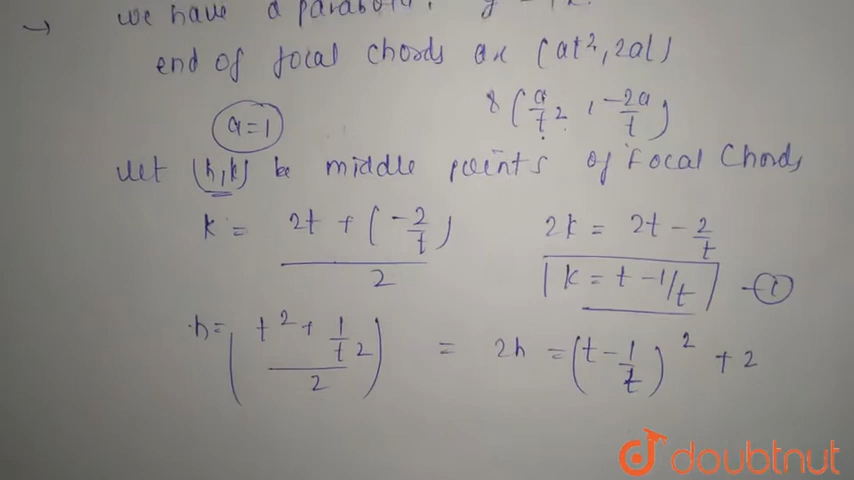 → we have a parabola
end of focal chords are (at², 2at)
a=1
& (a/t², -2a/t)
Let (h,k) be middle points of Focal Chords
k = (2t + (-2/t))/2
2k = 2t - 2/t
k = t - 1/t -①
h = ((t² + 1/t²)/2) = 2h = (t - 1/t)² + 2
doubtnut